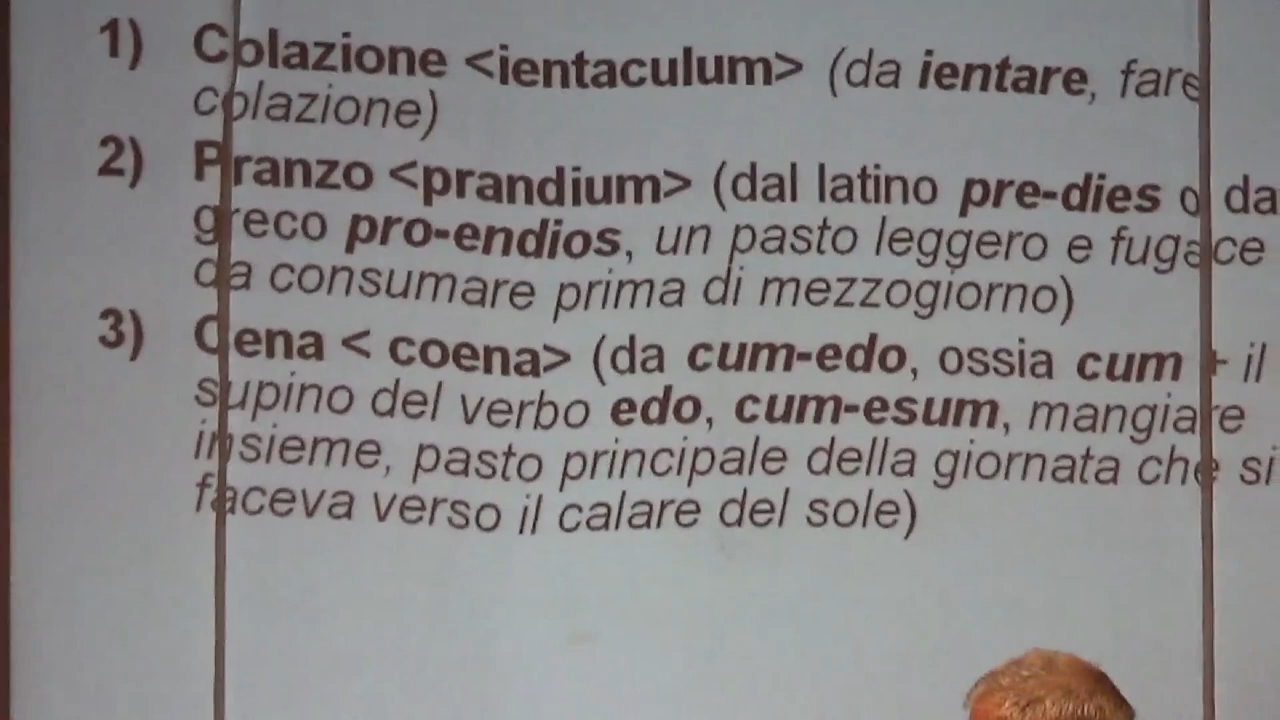 1) Colazione <ientaculum> (da ientare, fare
colazione)
2) Pranzo <prandium> (dal latino pre-dies o da
greco pro-endios, un pasto leggero e fugace
da consumare prima di mezzogiorno)
3) Cena < coena> (da cum-edo, ossia cum + il
supino del verbo edo, cum-esum, mangiare
insieme, pasto principale della giornata che si
faceva verso il calare del sole)